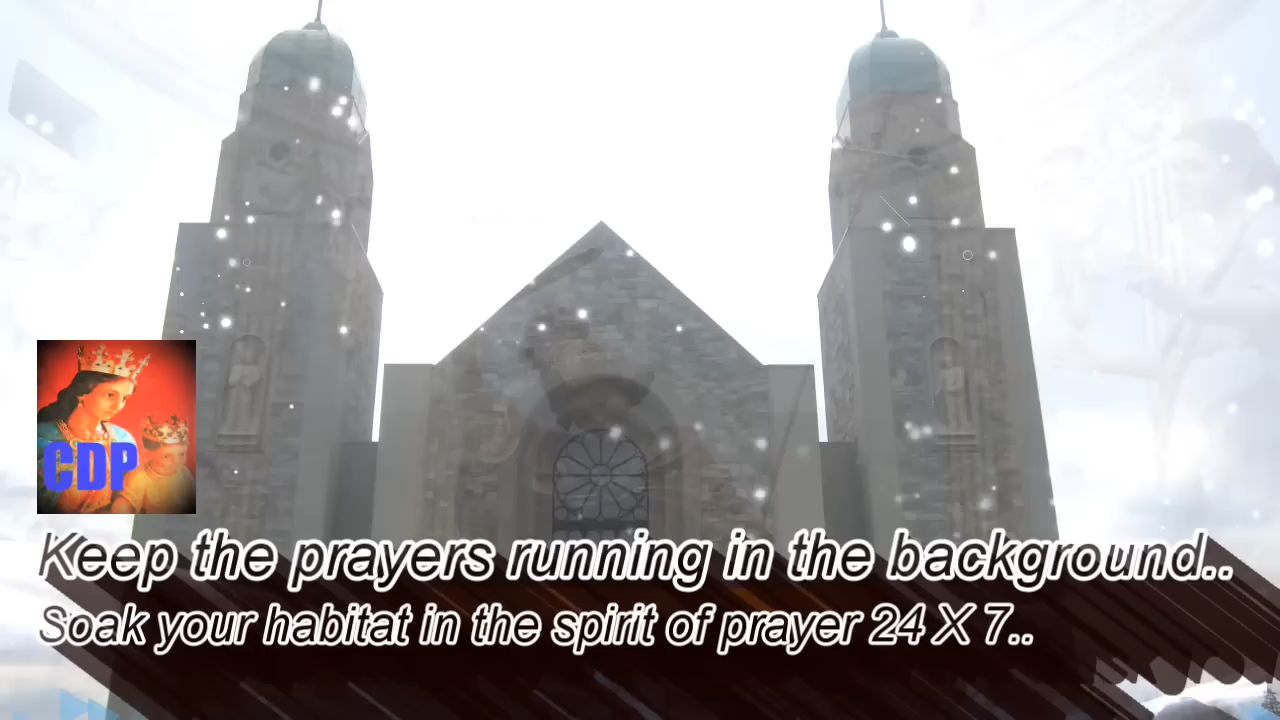 CDP
Keep the prayers running in the background..
Soak your habitat in the spirit of prayer 24 X 7..